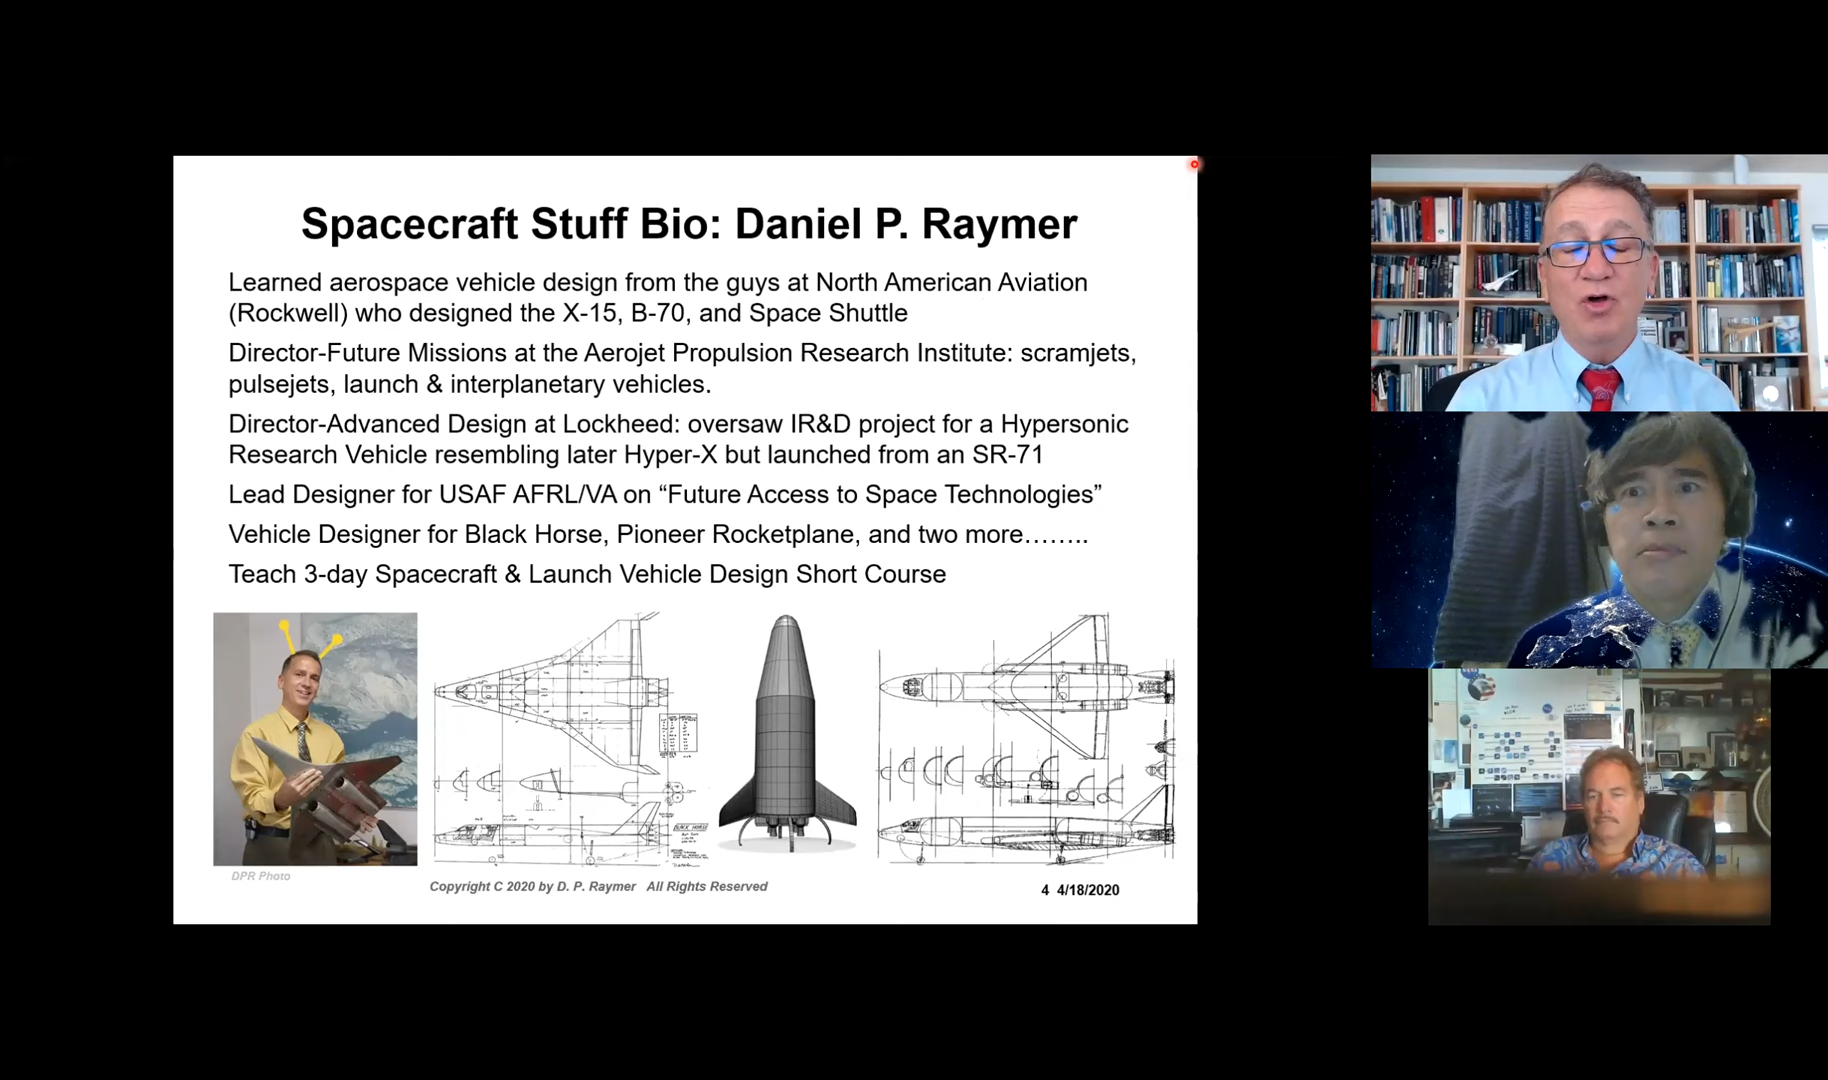 Spacecraft Stuff Bio: Daniel P. Raymer
Learned aerospace vehicle design from the guys at North American Aviation
(Rockwell) who designed the X-15, B-70, and Space Shuttle
Director-Future Missions at the Aerojet Propulsion Research Institute: scramjets,
pulsejets, launch & interplanetary vehicles.
Director-Advanced Design at Lockheed: oversaw IR&D project for a Hypersonic
Research Vehicle resembling later Hyper-X but launched from an SR-71
Lead Designer for USAF AFRL/VA on “Future Access to Space Technologies”
Vehicle Designer for Black Horse, Pioneer Rocketplane, and two more……..
Teach 3-day Spacecraft & Launch Vehicle Design Short Course
BLACK HORSE
DPR Photo
Copyright C 2020 by D. P. Raymer All Rights Reserved
4 4/18/2020